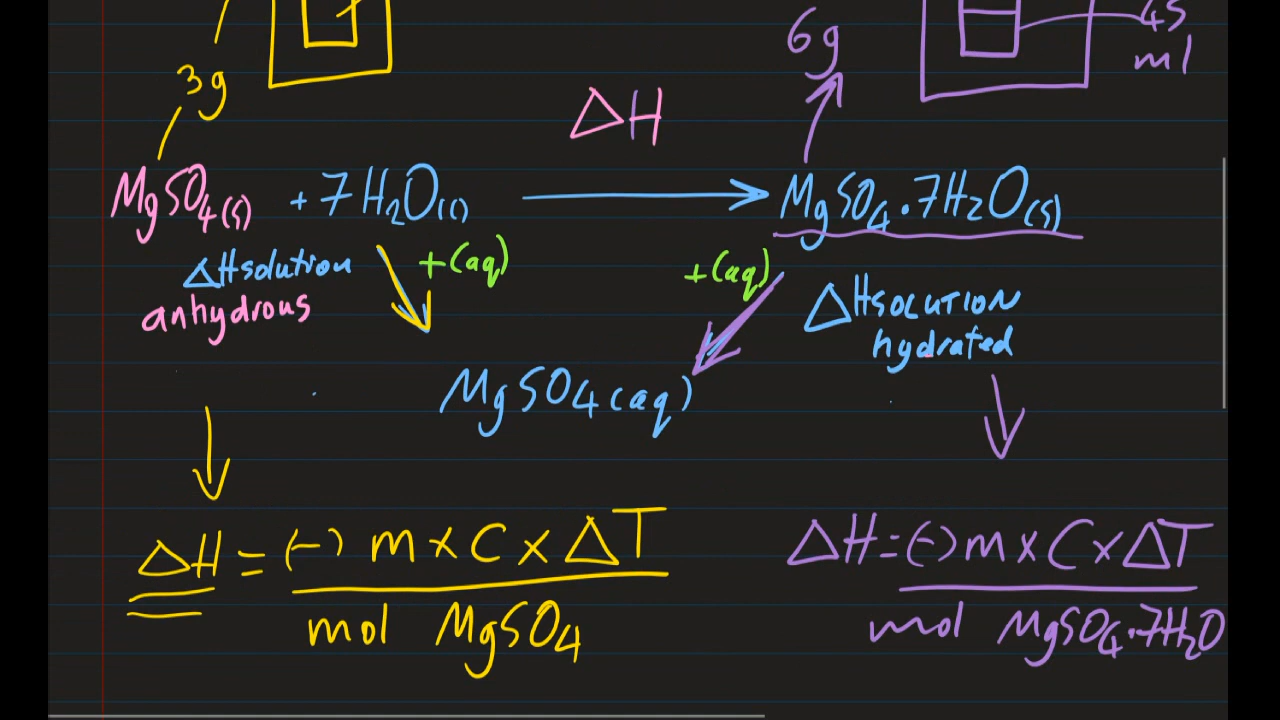 3g
6g
45
ml
ΔH
MgSO4(s) + 7H2O(l) → MgSO4•7H2O(s)
+(aq)
+(aq)
ΔHsolution
anhydrous
ΔHSOLUTION
hydrated
MgSO4(aq)
ΔH = (-) m x C x ΔT
mol MgSO4
ΔH = (-) m x C x ΔT
mol MgSO4•7H2O